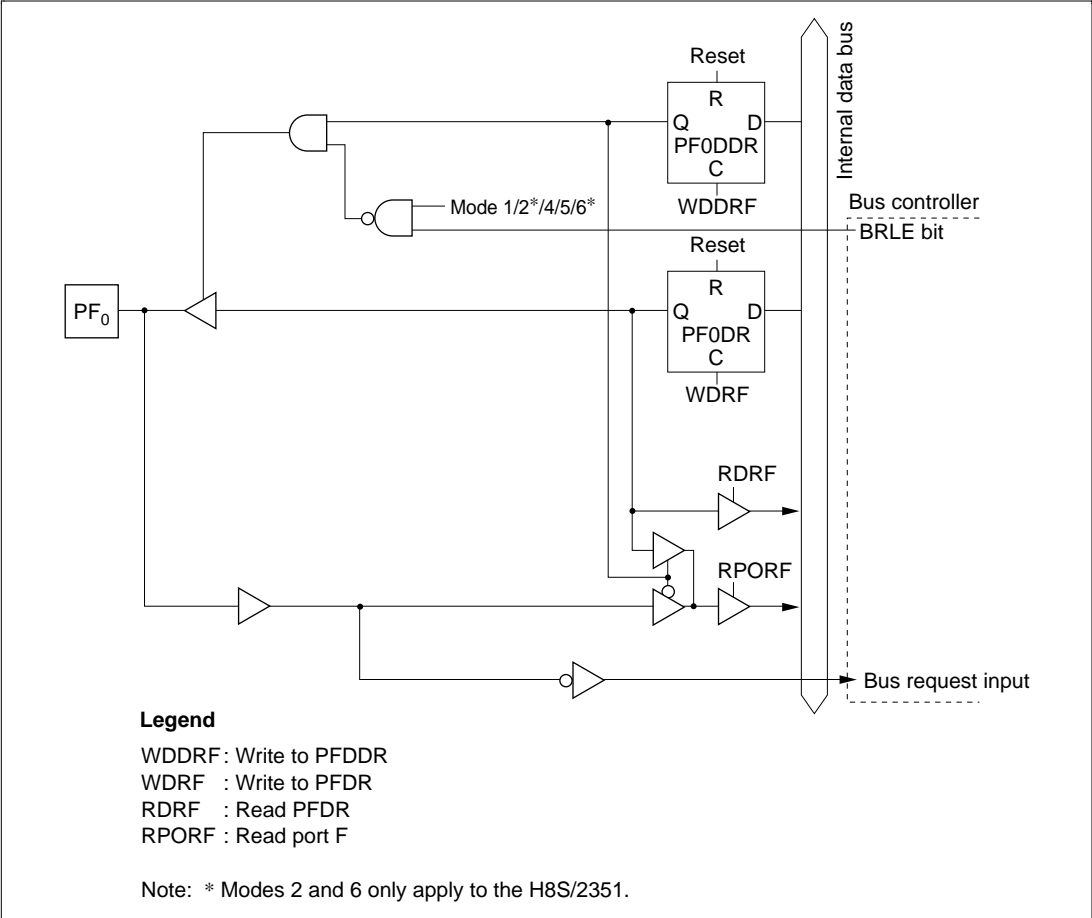 Reset
R
Q D
PF0DDR
C
WDDRF
Internal data bus
Mode 1/2*/4/5/6*
Bus controller
BRLE bit
Reset
R
Q D
PF0DR
C
WDRF
PF0
RDRF
RPORF
Bus request input
Legend
WDDRF : Write to PFDDR
WDRF : Write to PFDR
RDRF : Read PFDR
RPORF : Read port F
Note: * Modes 2 and 6 only apply to the H8S/2351.